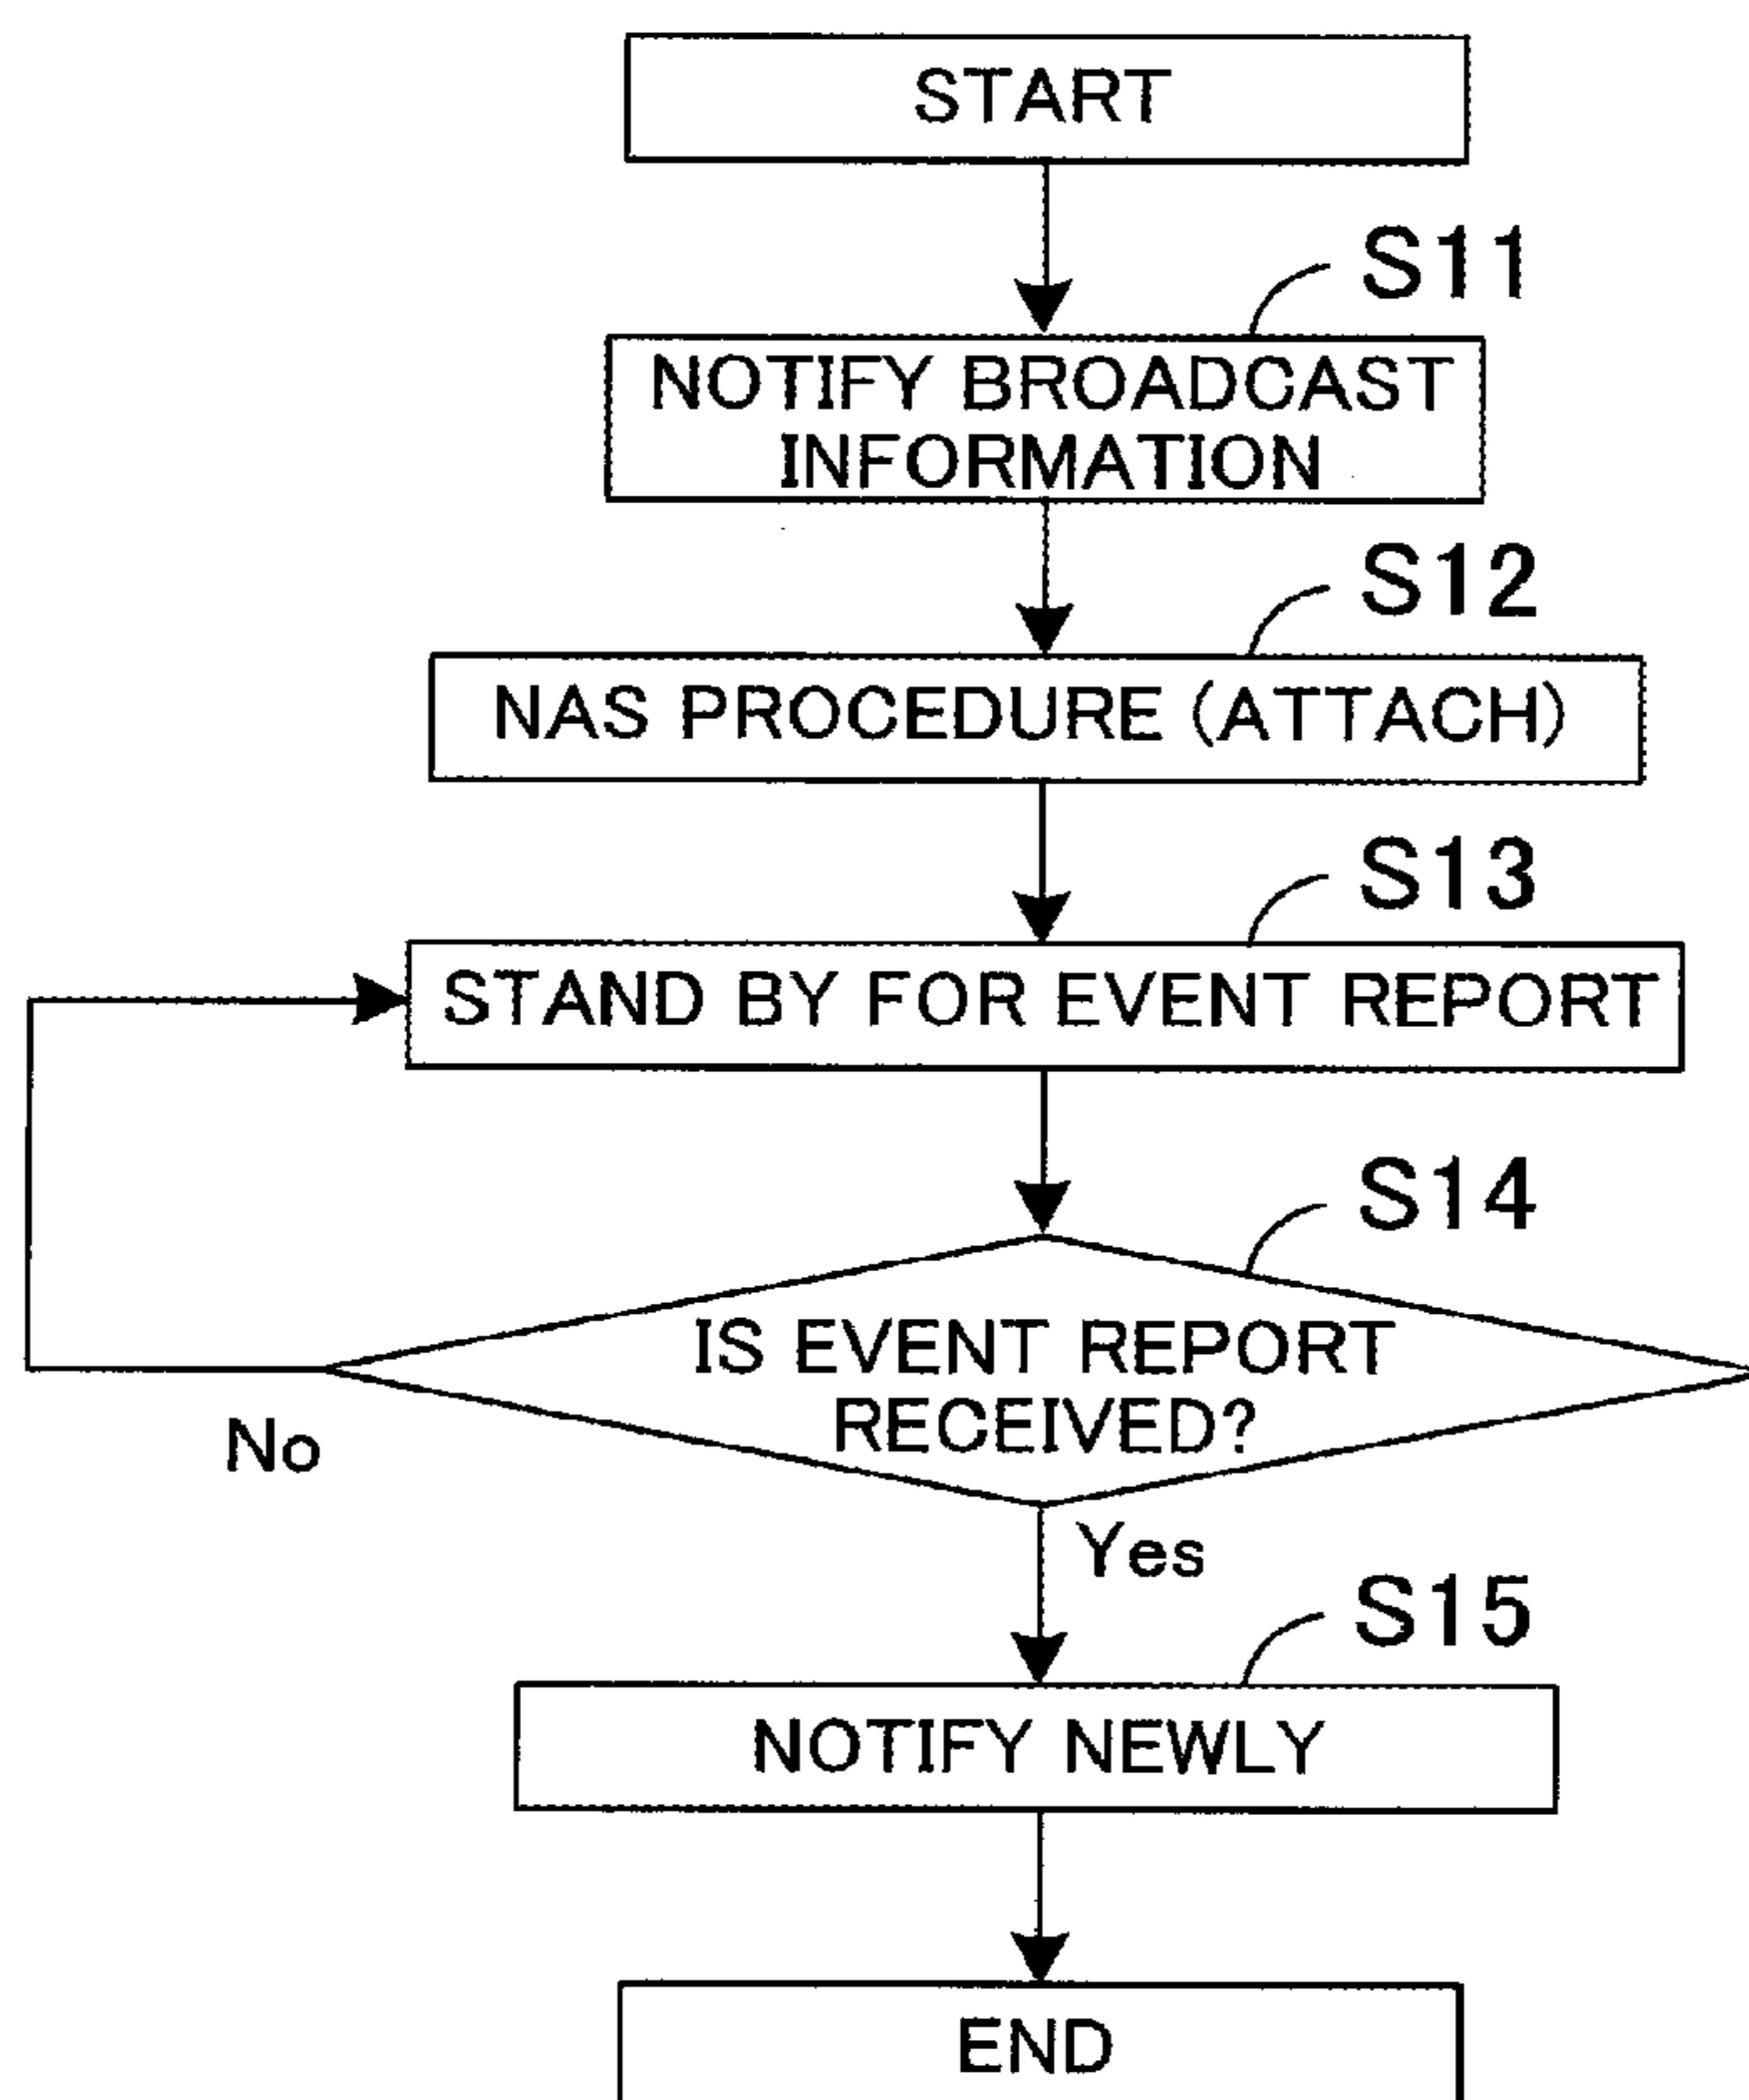 START
S11
NOTIFY BROADCAST
INFORMATION
S12
NAS PROCEDURE (ATTACH)
S13
STAND BY FOR EVENT REPORT
S14
IS EVENT REPORT
RECEIVED?
No
Yes
S15
NOTIFY NEWLY
END